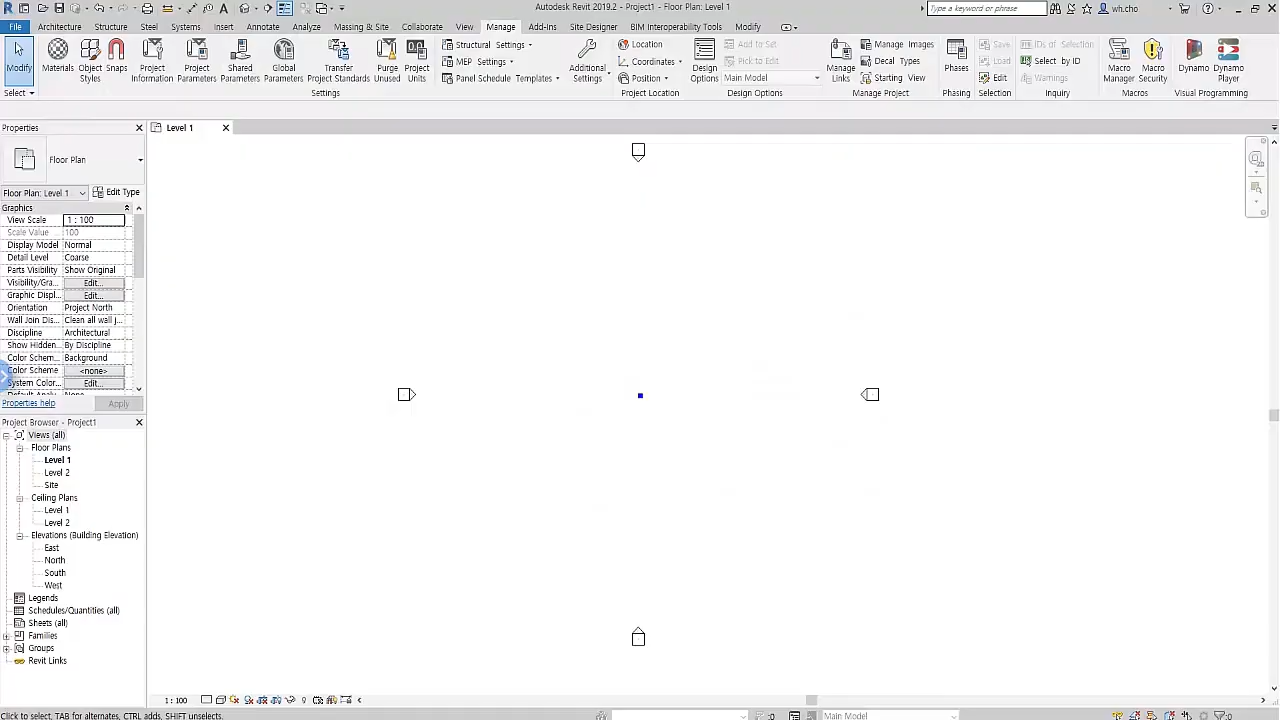 Autodesk Revit 2019.2 - Project1 - Floor Plan: Level 1
Type a keyword or phrase
wh.cho
File Architecture Structure Steel Systems Insert Annotate Analyze Massing & Site Collaborate View Manage Add-Ins Site Designer BIM Interoperability Tools Modify
Modify
Select
Materials
Object Styles
Snaps
Project Information
Project Parameters
Shared Parameters
Global Parameters
Transfer Project Standards
Purge Unused
Project Units
Structural Settings
MEP Settings
Panel Schedule Templates
Additional Settings
Settings
Location
Coordinates
Position
Project Location
Design Options
Add to Set
Pick to Edit
Main Model
Design Options
Manage Links
Manage Images
Decal Types
Starting View
Manage Project
Phases
Phasing
Save
Load
Edit
Selection
IDs of Selection
Select by ID
Warnings
Inquiry
Macro Manager
Macro Security
Macros
Dynamo
Dynamo Player
Visual Programming
Properties
Level 1
Floor Plan
Floor Plan: Level 1
Edit Type
Graphics
View Scale 1 : 100
Scale Value 100
Display Model Normal
Detail Level Coarse
Parts Visibility Show Original
Visibility/Gra... Edit...
Graphic Displ... Edit...
Orientation Project North
Wall Join Dis... Clean all wall j...
Discipline Architectural
Show Hidden... By Discipline
Color Schem... Background
Color Scheme <none>
System Color... Edit...
Properties help
Apply
Project Browser - Project1
Views (all)
Floor Plans
Level 1
Level 2
Site
Ceiling Plans
Level 1
Level 2
Elevations (Building Elevation)
East
North
South
West
Legends
Schedules/Quantities (all)
Sheets (all)
Families
Groups
Revit Links
1 : 100
Click to select, TAB for alternates, CTRL adds, SHIFT unselects.
:0
Main Model
:0